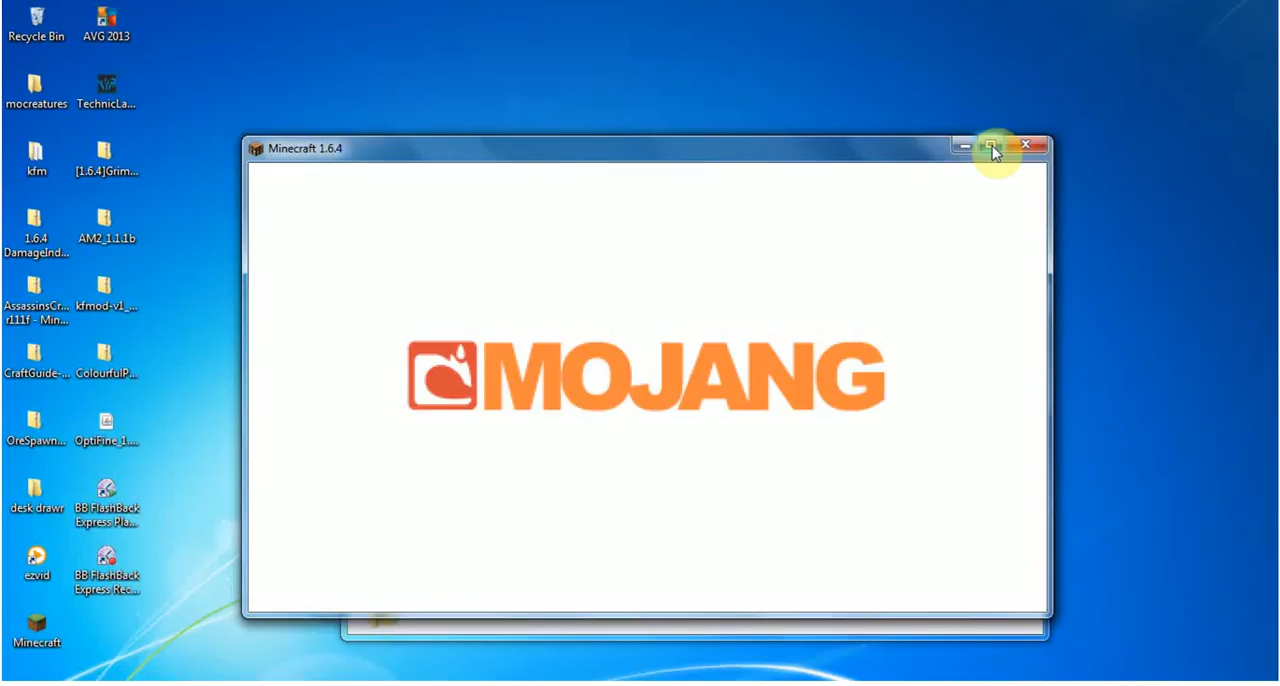 Recycle Bin
AVG 2013
mocreatures
TechnicLa...
kfm
[1.6.4]Grim...
1.6.4
DamageInd...
AM2_1.1.1b
AssassinsCr...
r111f - Min...
kfmod-v1_...
CraftGuide-...
ColourfulP...
OreSpawn...
OptiFine_1....
desk drawr
BB FlashBack
Express Pla...
ezvid
BB FlashBack
Express Rec...
Minecraft
Minecraft 1.6.4
MOJANG